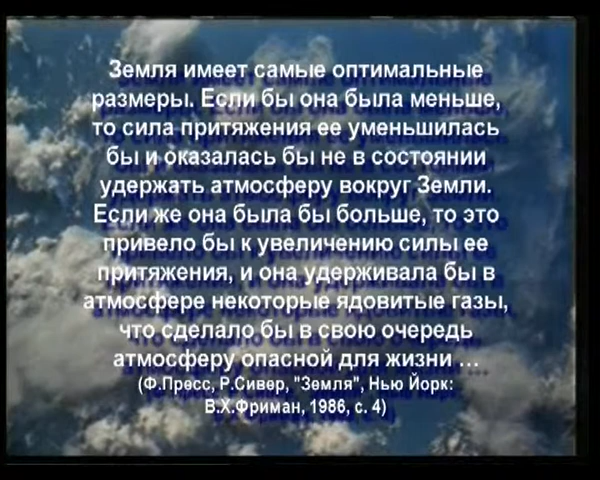 Земля имеет самые оптимальные
размеры. Если бы она была меньше,
то сила притяжения ее уменьшилась
бы и оказалась бы не в состоянии
удержать атмосферу вокруг Земли.
Если же она была бы больше, то это
привело бы к увеличению силы ее
притяжения, и она удерживала бы в
атмосфере некоторые ядовитые газы,
что сделало бы в свою очередь
атмосферу опасной для жизни ...
(Ф.Пресс, Р.Сивер, "Земля", Нью Йорк:
В.Х.Фриман, 1986, с. 4)